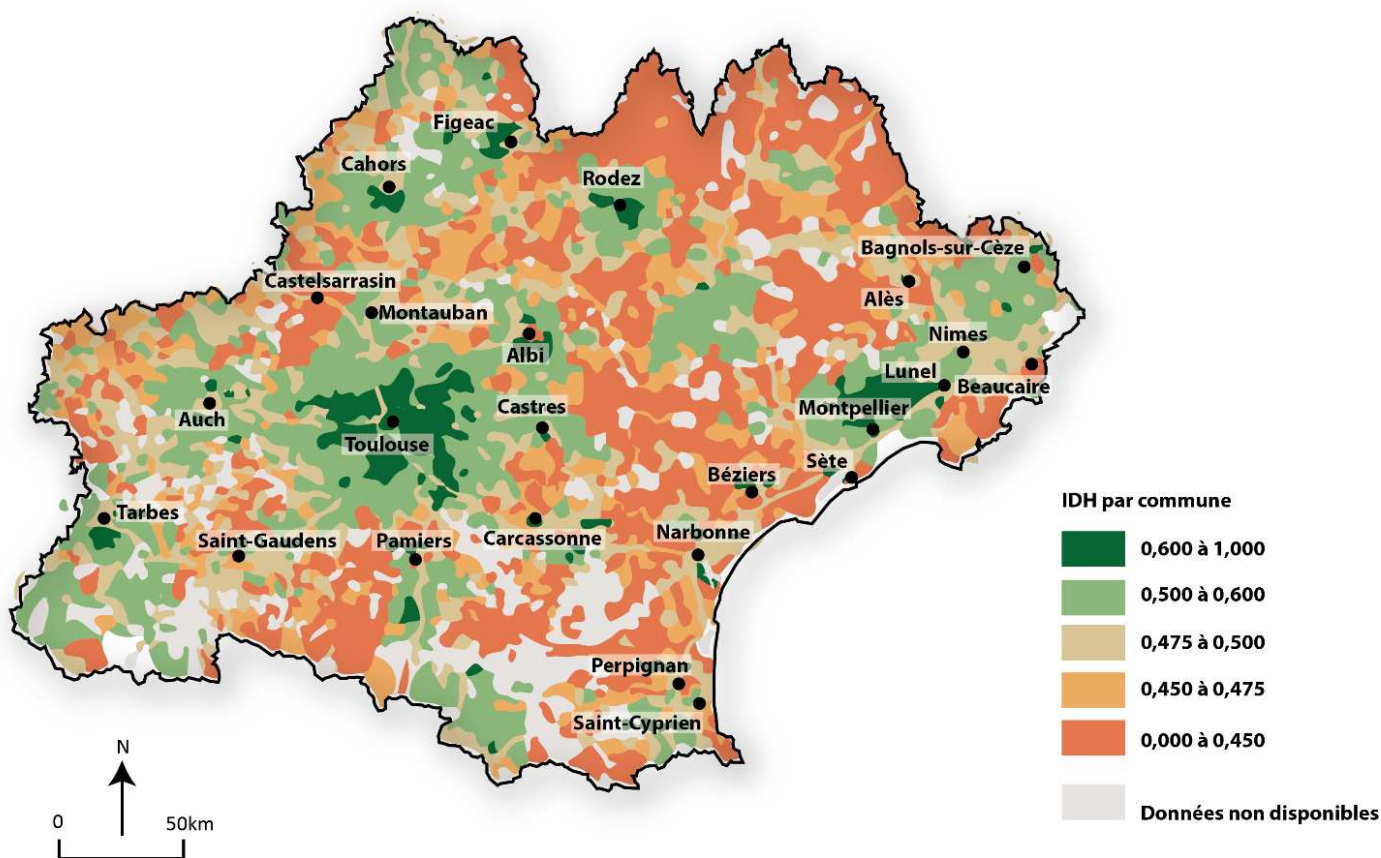 Figeac
Cahors
Rodez
Bagnols-sur-Cèze
Castelsarrasin
Alès
Montauban
Nimes
Albi
Lunel
Beaucaire
Auch
Castres
Montpellier
Toulouse
Sète
Béziers
Tarbes
Saint-Gaudens
Pamiers
Carcassonne
Narbonne
Perpignan
Saint-Cyprien
N
0 50km
IDH par commune
0,600 à 1,000
0,500 à 0,600
0,475 à 0,500
0,450 à 0,475
0,000 à 0,450
Données non disponibles